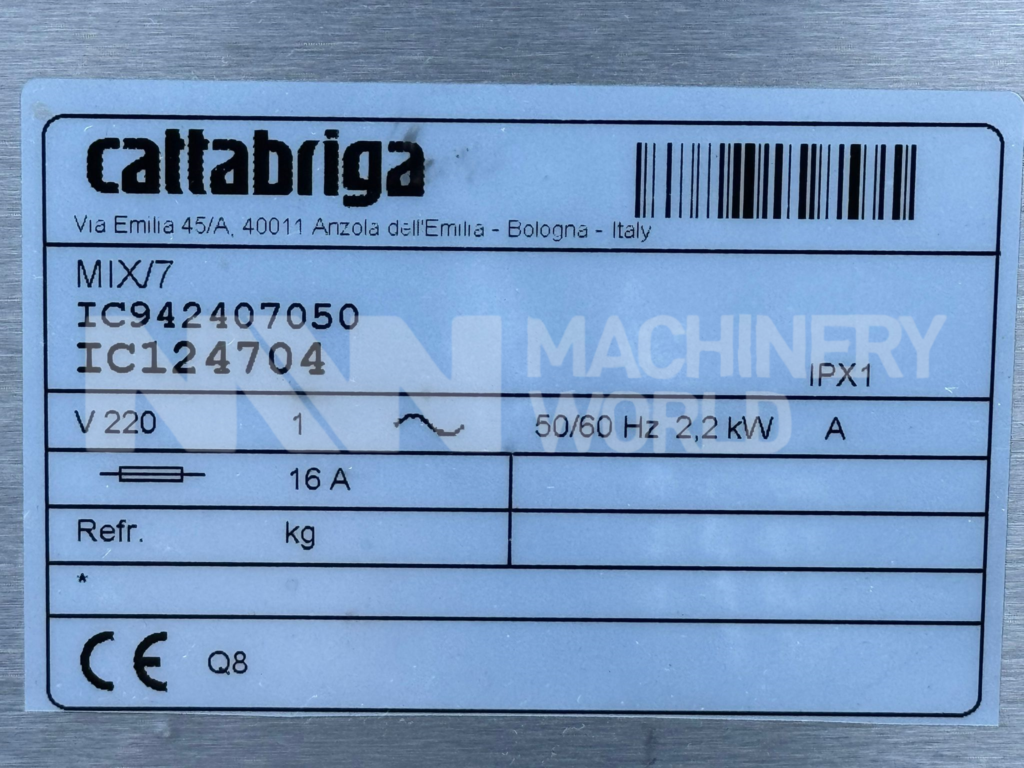 cattabriga
Via Emilia 45/A, 40011 Anzola dell'Emilia - Bologna - Italy
MIX/7
IC942407050
IC124704
IPX1
MACHINERY
WORLD
V 220 1 50/60 Hz 2,2 kW A
16 A
Refr. kg
*
CE Q8